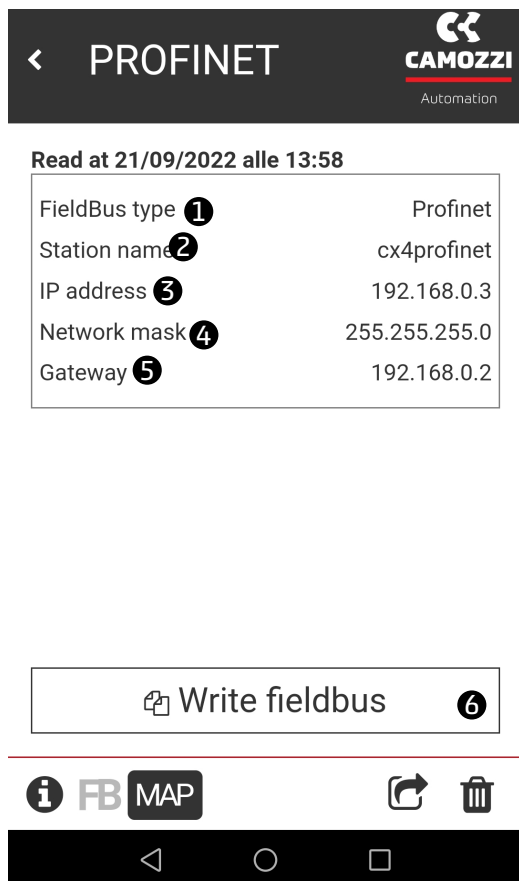 PROFINET
CAMOZZI
Automation
Read at 21/09/2022 alle 13:58
FieldBus type 1 Profinet
Station name 2 cx4profinet
IP address 3 192.168.0.3
Network mask 4 255.255.255.0
Gateway 5 192.168.0.2
Write fieldbus 6
FB MAP